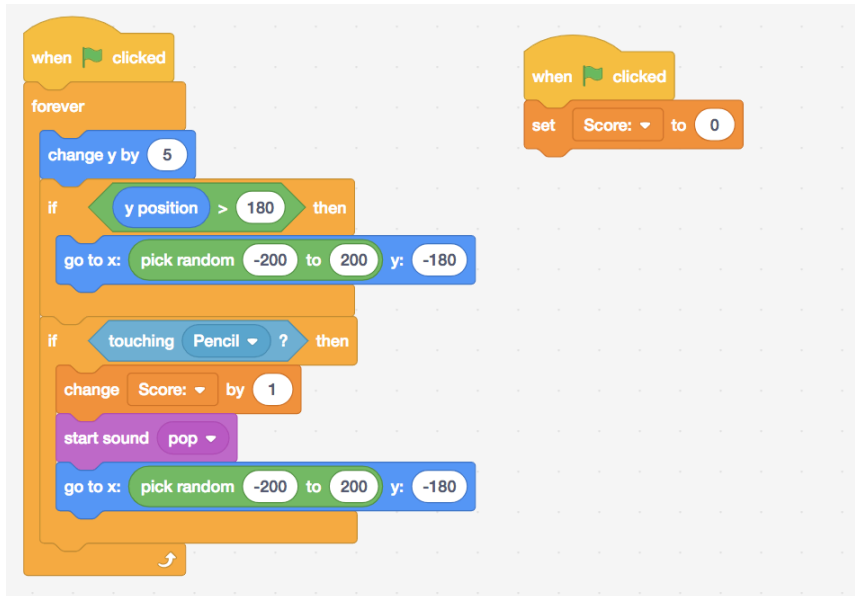 when clicked
forever
change y by 5
if y position > 180 then
go to x: pick random -200 to 200 y: -180
if touching Pencil ? then
change Score: by 1
start sound pop
go to x: pick random -200 to 200 y: -180
when clicked
set Score: to 0